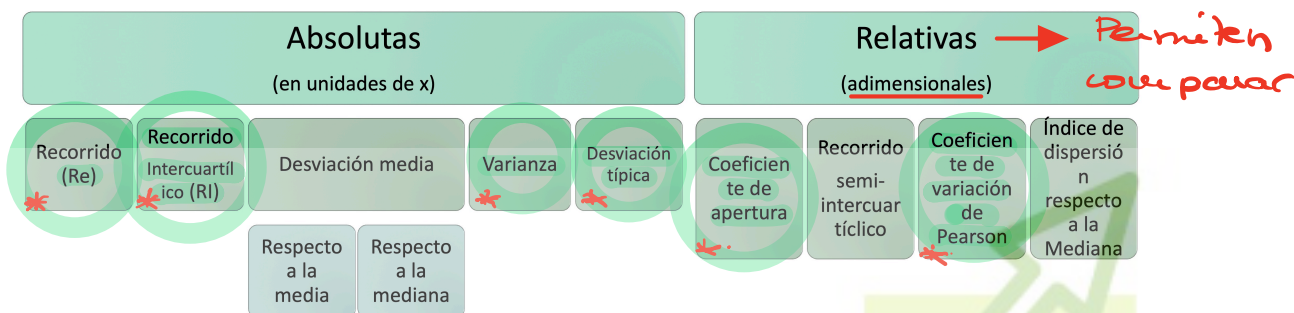 Absolutas
(en unidades de x)
Relativas
(adimensionales)
Permiten
comparar
Recorrido
(Re)
Recorrido
Intercuartíl
ico (RI)
Desviación media
Varianza
Desviación
típica
Coeficien
te de
apertura
Recorrido
semi-
intercuar
tíclico
Coeficien
te de
variación
de
Pearson
Índice de
dispersió
n
respecto
a la
Mediana
Respecto
a la
media
Respecto
a la
mediana